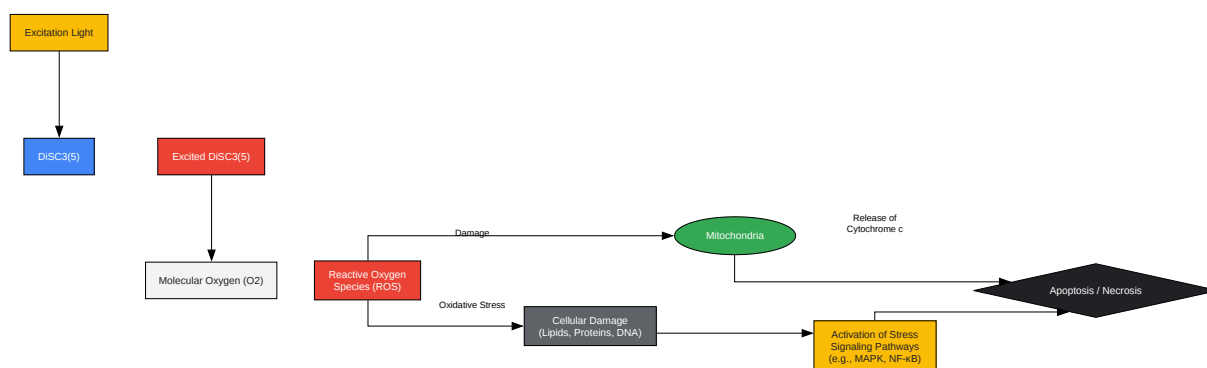 Excitation Light
DiSC3(5)
Excited DiSC3(5)
Release of
Cytochrome c
Damage
Mitochondria
Molecular Oxygen (O2)
Reactive Oxygen
Species (ROS)
Apoptosis / Necrosis
Oxidative Stress
Cellular Damage
(Lipids, Proteins, DNA)
Activation of Stress
Signaling Pathways
(e.g., MAPK, NF-κB)